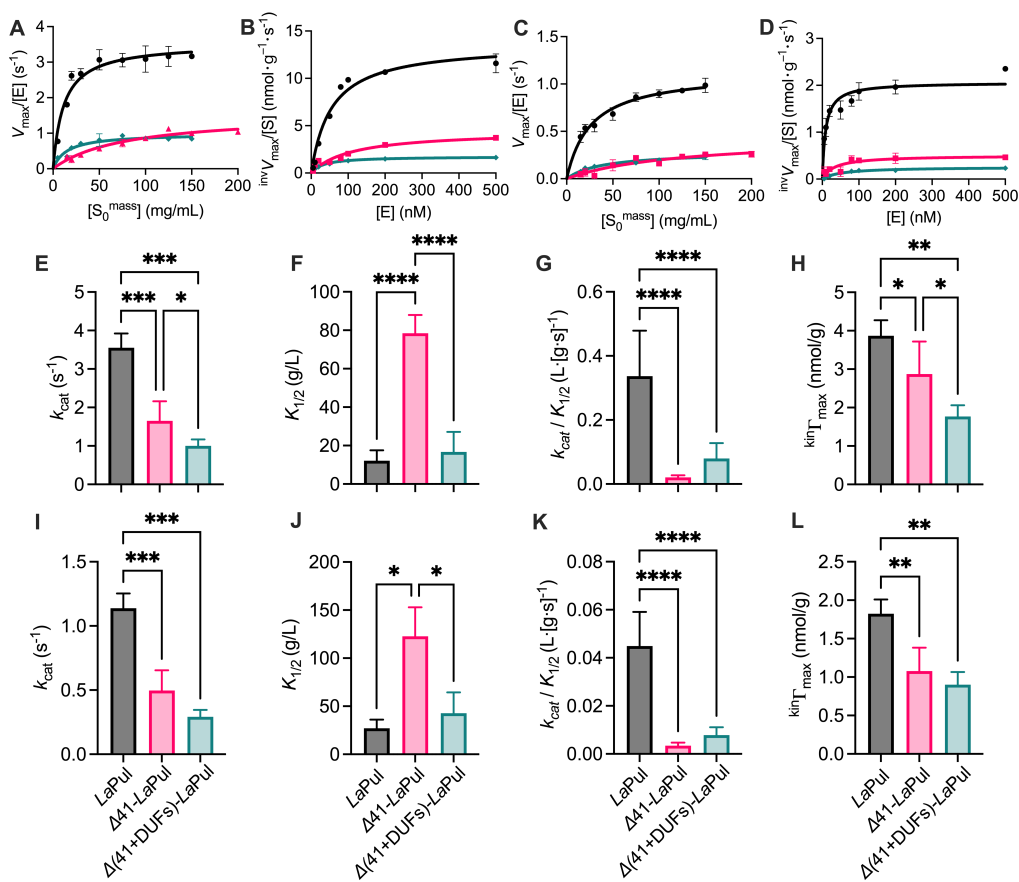 A
V_max/[E] (s⁻¹)
4
3
2
1
0
0 50 100 150 200
[S₀^mass] (mg/mL)
B
^inv V_max/[S] (nmol·g⁻¹·s⁻¹)
15
10
5
0
0 100 200 300 400 500
[E] (nM)
C
V_max/[E] (s⁻¹)
1.5
1.0
0.5
0.0
0 50 100 150 200
[S₀^mass] (mg/mL)
D
^inv V_max/[S] (nmol·g⁻¹·s⁻¹)
3
2
1
0
0 100 200 300 400 500
[E] (nM)
E
k_cat (s⁻¹)
5
4
3
2
1
0
***
*** *
F
K_1/2 (g/L)
100
80
60
40
20
0
****
****
G
k_cat / K_1/2 (L·[g·s]⁻¹)
0.6
0.4
0.2
0.0
****
****
H
^kin Γ_max (nmol/g)
5
4
3
2
1
0
**
* *
I
k_cat (s⁻¹)
1.5
1.0
0.5
0.0
***
***
LaPul
Δ41-LaPul
Δ(41+DUFs)-LaPul
J
K_1/2 (g/L)
200
150
100
50
0
* *
LaPul
Δ41-LaPul
Δ(41+DUFs)-LaPul
K
k_cat / K_1/2 (L·[g·s]⁻¹)
0.08
0.06
0.04
0.02
0.00
****
****
LaPul
Δ41-LaPul
Δ(41+DUFs)-LaPul
L
^kin Γ_max (nmol/g)
2.5
2.0
1.5
1.0
0.5
0.0
**
**
LaPul
Δ41-LaPul
Δ(41+DUFs)-LaPul